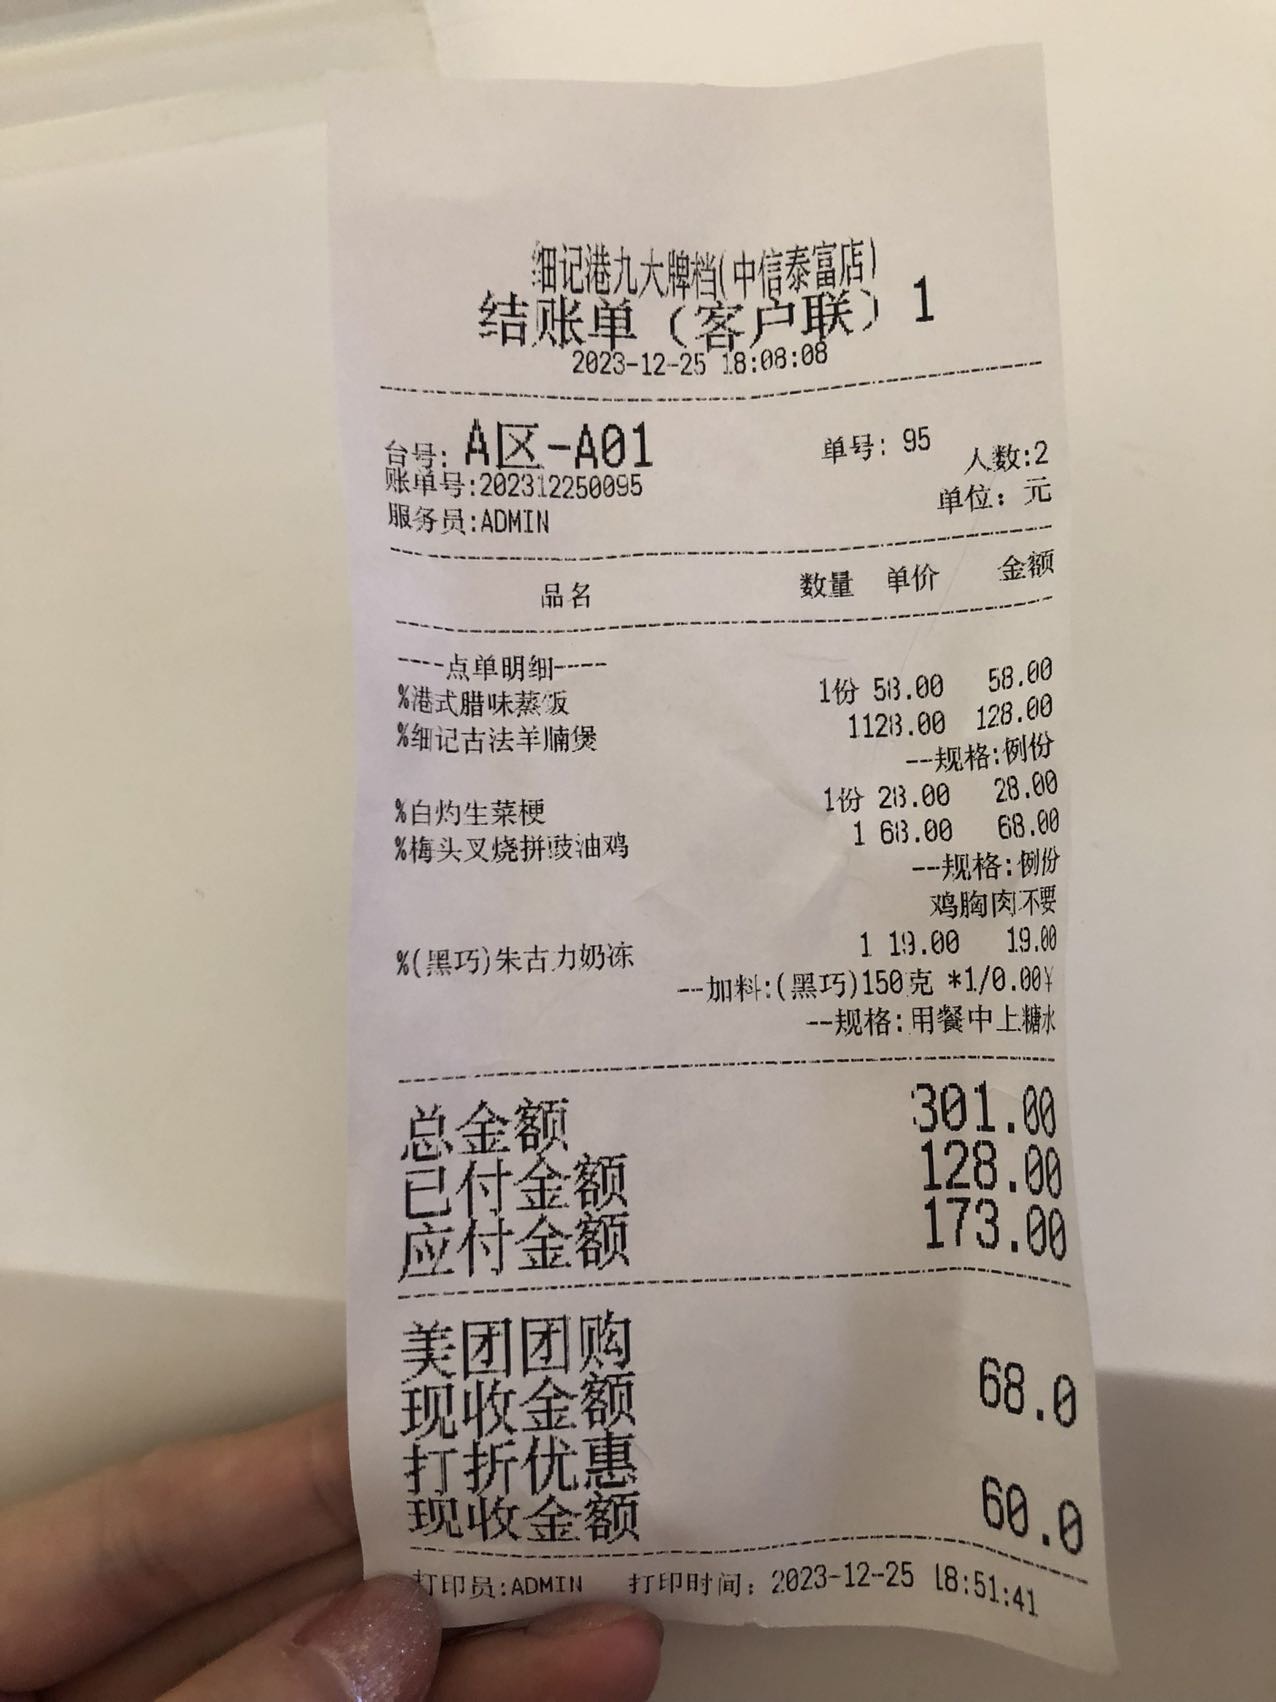 细记港九大牌档(中信泰富店)
结账单（客户联）1
2023-12-25 18:08:08
台号: A区-A01 单号: 95 人数:2
账单号:202312250095 单位: 元
服务员:ADMIN
品名 数量 单价 金额
----点单明细----
%港式腊味蒸饭 1份 58.00 58.00
%细记古法羊腩煲 1128.00 128.00
--规格:例份
%白灼生菜梗 1份 28.00 28.00
%梅头叉烧拼豉油鸡 1 68.00 68.00
--规格:例份
鸡胸肉不要
%(黑巧)朱古力奶冻 1 19.00 19.00
--加料:(黑巧)150克 *1/0.00¥
--规格:用餐中上糖水
总金额 301.00
已付金额 128.00
应付金额 173.00
美团团购
现收金额 68.0
打折优惠
现收金额 60.0
打印员:ADMIN 打印时间: 2023-12-25 18:51:41